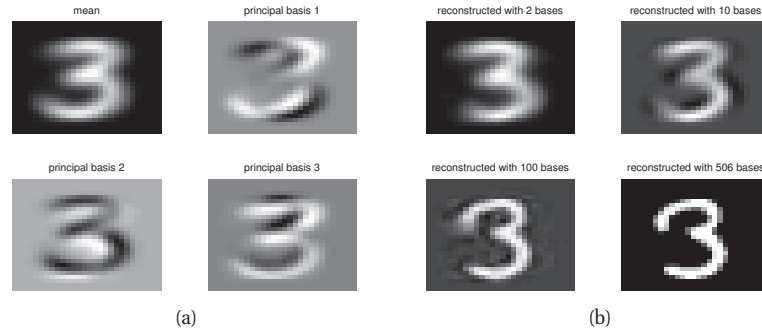 mean
principal basis 1
reconstructed with 2 bases
reconstructed with 10 bases
principal basis 2
principal basis 3
reconstructed with 100 bases
reconstructed with 506 bases
(a)
(b)